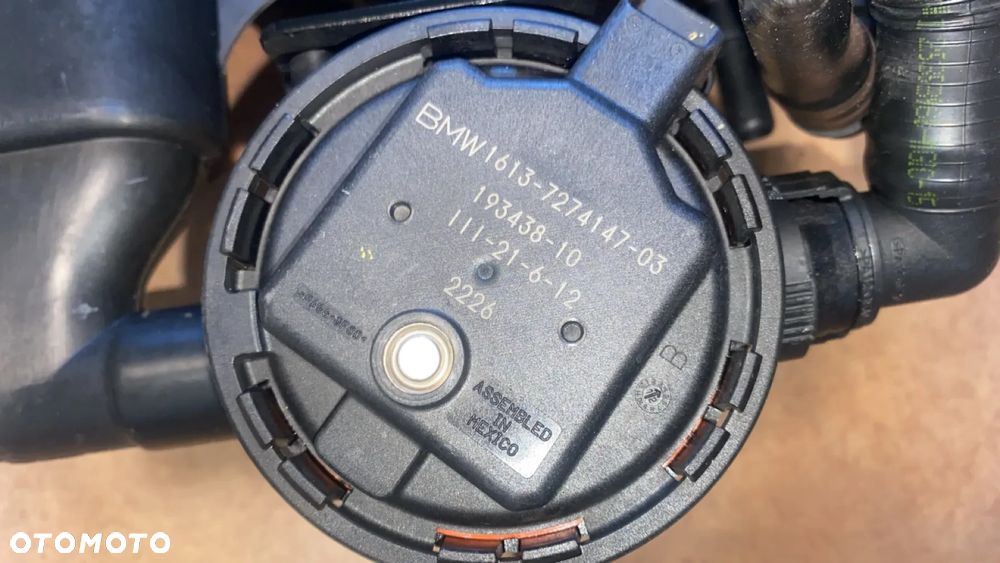 BMW 1613-7274147-03
193438-10
111-21-6-12
2226
ASSEMBLED
IN
MEXICO
B
OTOMOTO